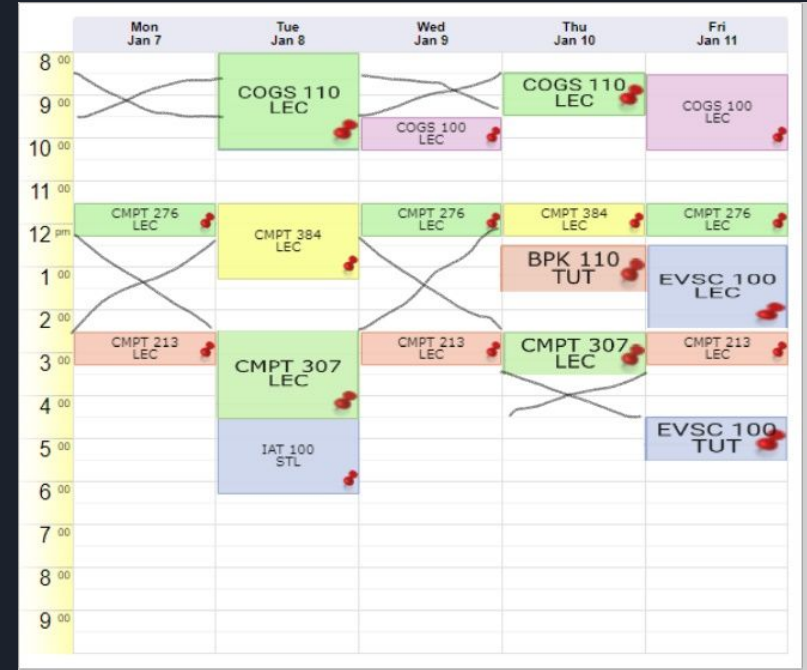 Mon Tue Wed Thu Fri
Jan 7 Jan 8 Jan 9 Jan 10 Jan 11
8 00
COGS 110
LEC
COGS 110
LEC
9 00
COGS 100
LEC
COGS 100
LEC
10 00
11 00
CMPT 276
LEC
CMPT 384
LEC
CMPT 276
LEC
CMPT 384
LEC
CMPT 276
LEC
12 pm
BPK 110
TUT
1 00
EVSC 100
LEC
2 00
CMPT 213
LEC
CMPT 307
LEC
CMPT 213
LEC
CMPT 307
LEC
CMPT 213
LEC
3 00
4 00
EVSC 100
TUT
5 00
IAT 100
STL
6 00
7 00
8 00
9 00